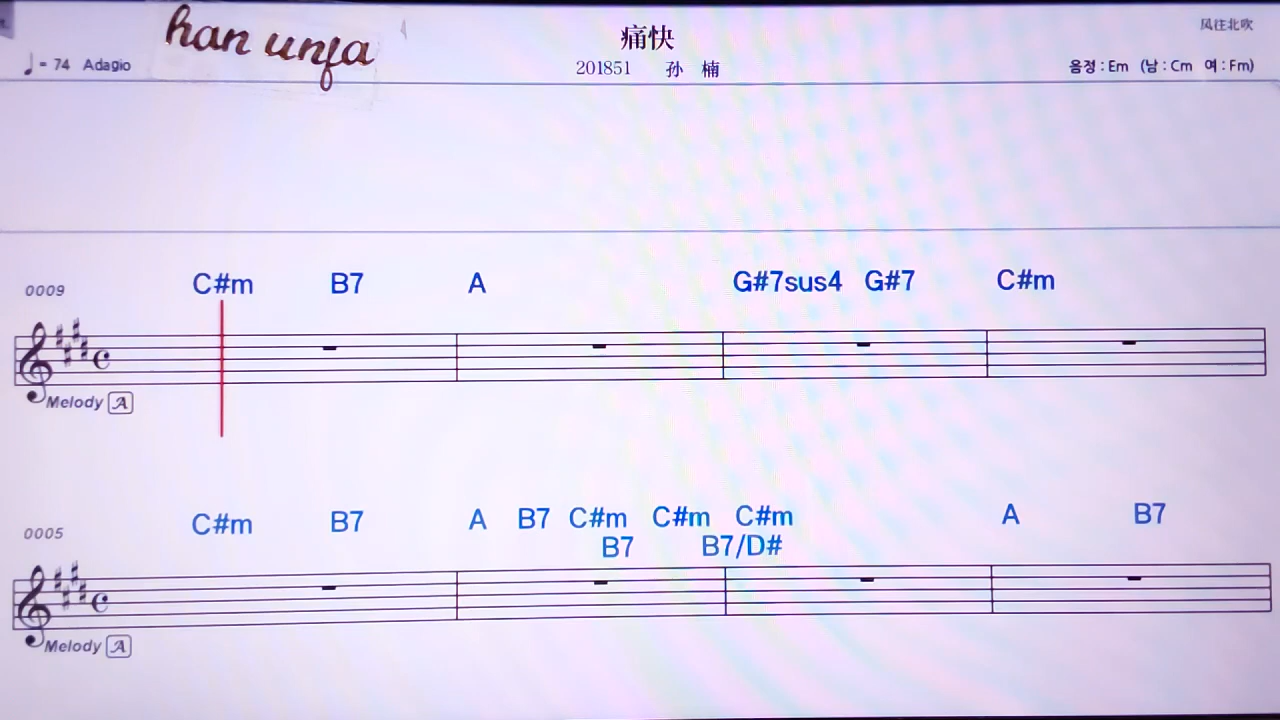 han unfa
痛快
风往北吹
♩= 74 Adagio
201851 孙 楠
음정 : Em (남 : Cm 여 : Fm)
0009 C#m B7 A G#7sus4 G#7 C#m
Melody A
0005 C#m B7 A B7 C#m C#m C#m A B7
B7 B7/D#
Melody A